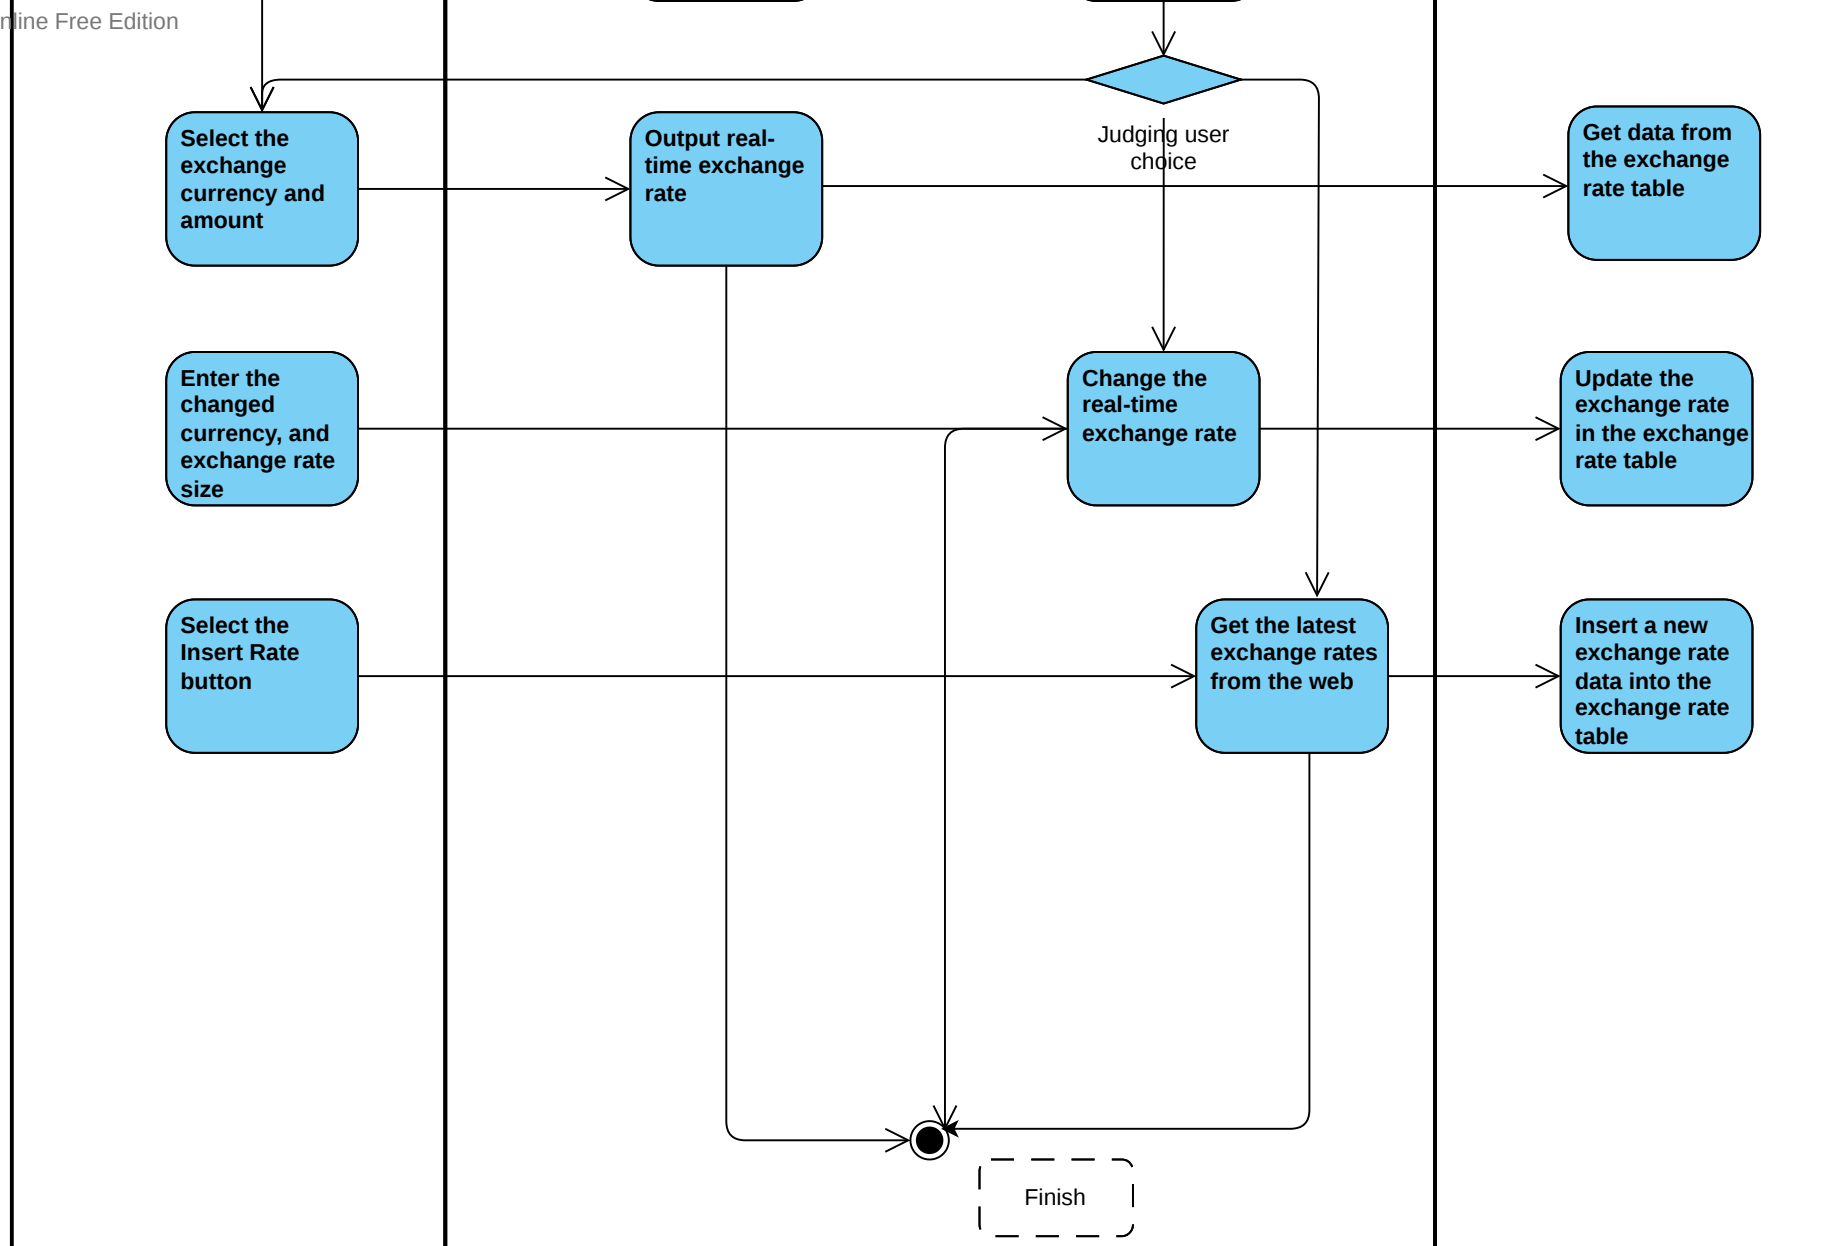 nline Free Edition
Select the
exchange
currency and
amount
Output real-
time exchange
rate
Judging user
choice
Get data from
the exchange
rate table
Enter the
changed
currency, and
exchange rate
size
Change the
real-time
exchange rate
Update the
exchange rate
in the exchange
rate table
Select the
Insert Rate
button
Get the latest
exchange rates
from the web
Insert a new
exchange rate
data into the
exchange rate
table
Finish